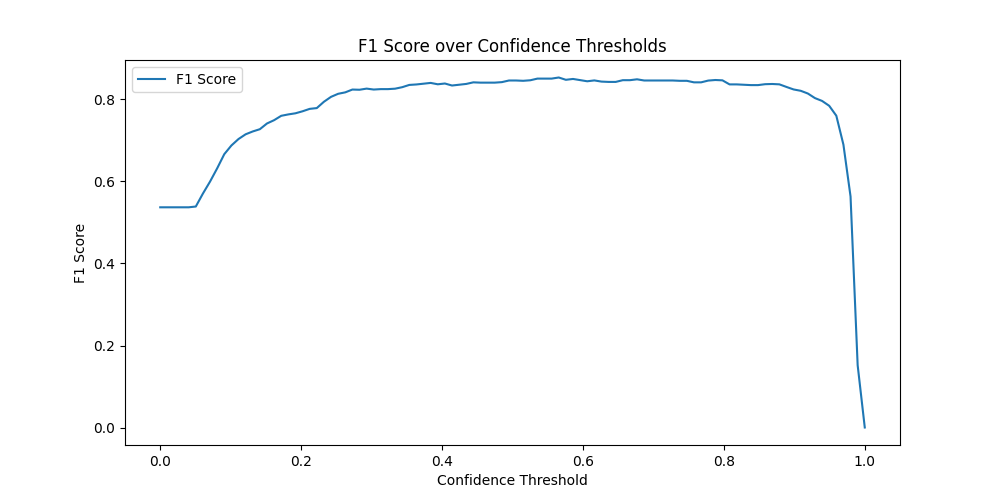 F1 Score over Confidence Thresholds
F1 Score
0.8
0.6
0.4
0.2
0.0
F1 Score
0.0 0.2 0.4 0.6 0.8 1.0
Confidence Threshold